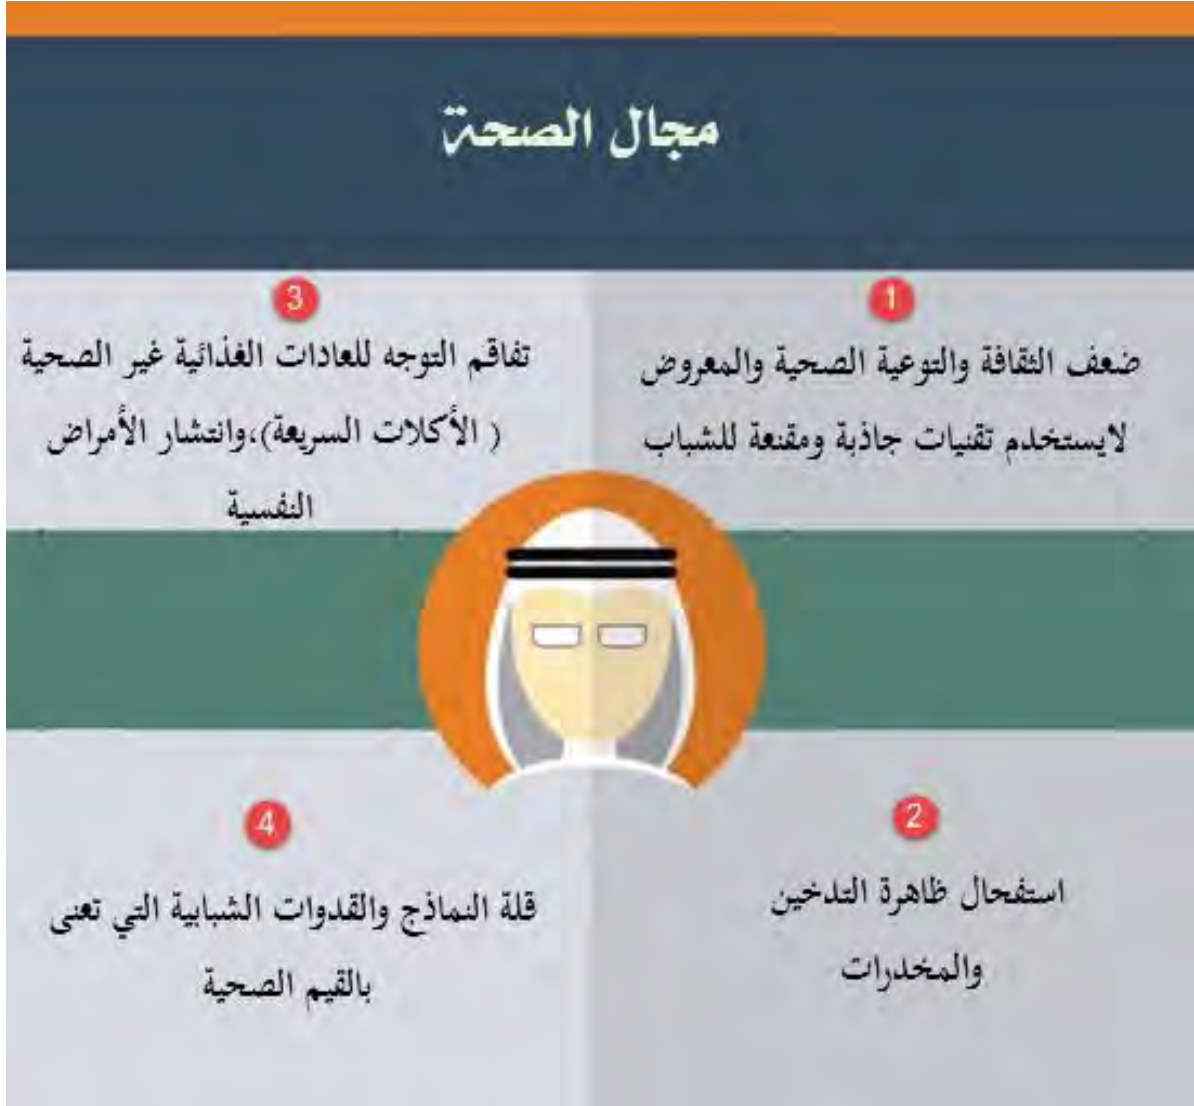 مجال الصحة
1
ضعف الثقافة والتوعية الصحية والمعروض
لايستخدم تقنيات جاذبة ومقنعة للشباب
2
استفحال ظاهرة التدخين
والمخدرات
3
تفاقم التوجه للعادات الغذائية غير الصحية
( الأكلات السريعة)،وانتشار الأمراض
النفسية
4
قلة النماذج والقدوات الشبابية التي تعنى
بالقيم الصحية